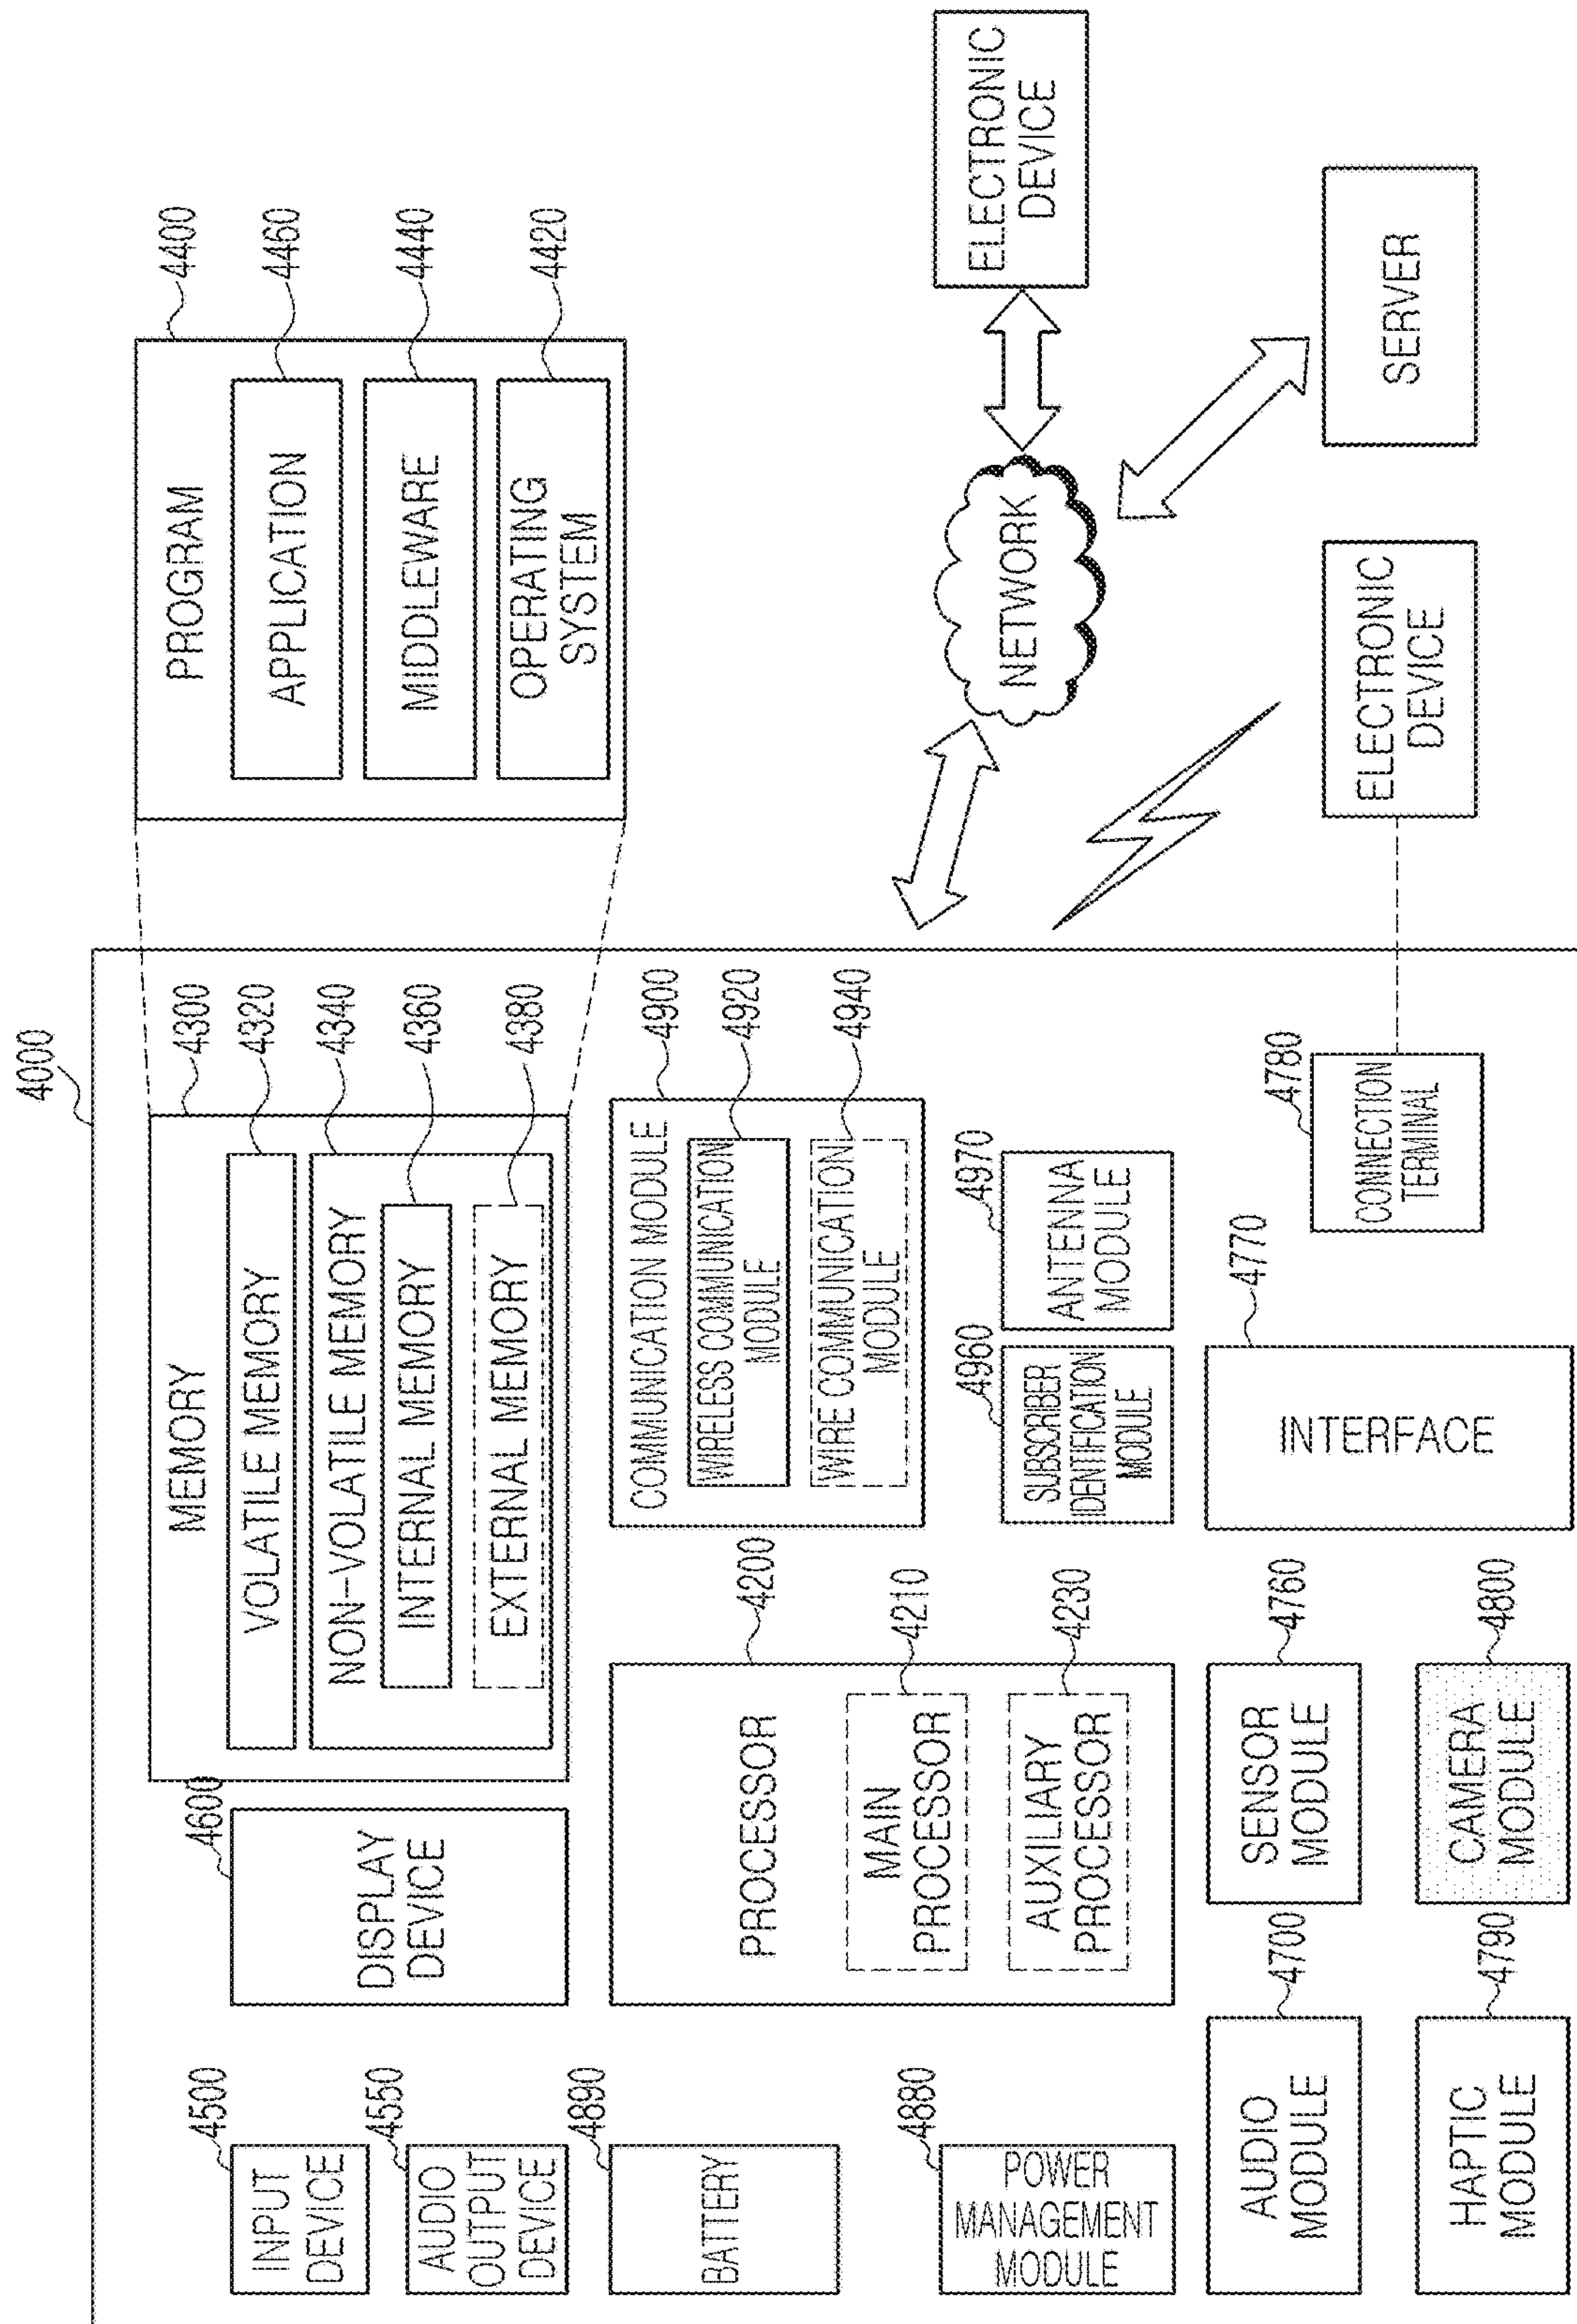 4000
4600
MEMORY
4300
VOLATILE MEMORY
4320
NON-VOLATILE MEMORY
4340
INTERNAL MEMORY
4360
EXTERNAL MEMORY
4380
PROGRAM
4400
APPLICATION
4460
MIDDLEWARE
4440
OPERATING
SYSTEM
4420
4500
INPUT
DEVICE
4550
AUDIO
OUTPUT
DEVICE
DISPLAY
DEVICE
4890
BATTERY
4880
POWER
MANAGEMENT
MODULE
PROCESSOR
4200
MAIN
PROCESSOR
4210
AUXILIARY
PROCESSOR
4230
COMMUNICATION MODULE
4900
WIRELESS COMMUNICATION
MODULE
4920
WIRE COMMUNICATION
MODULE
4940
4960
SUBSCRIBER
IDENTIFICATION
MODULE
4970
ANTENNA
MODULE
NETWORK
ELECTRONIC
DEVICE
AUDIO
MODULE
4700
SENSOR
MODULE
4760
INTERFACE
4770
HAPTIC
MODULE
4790
CAMERA
MODULE
4800
CONNECTION
TERMINAL
4780
ELECTRONIC
DEVICE
SERVER